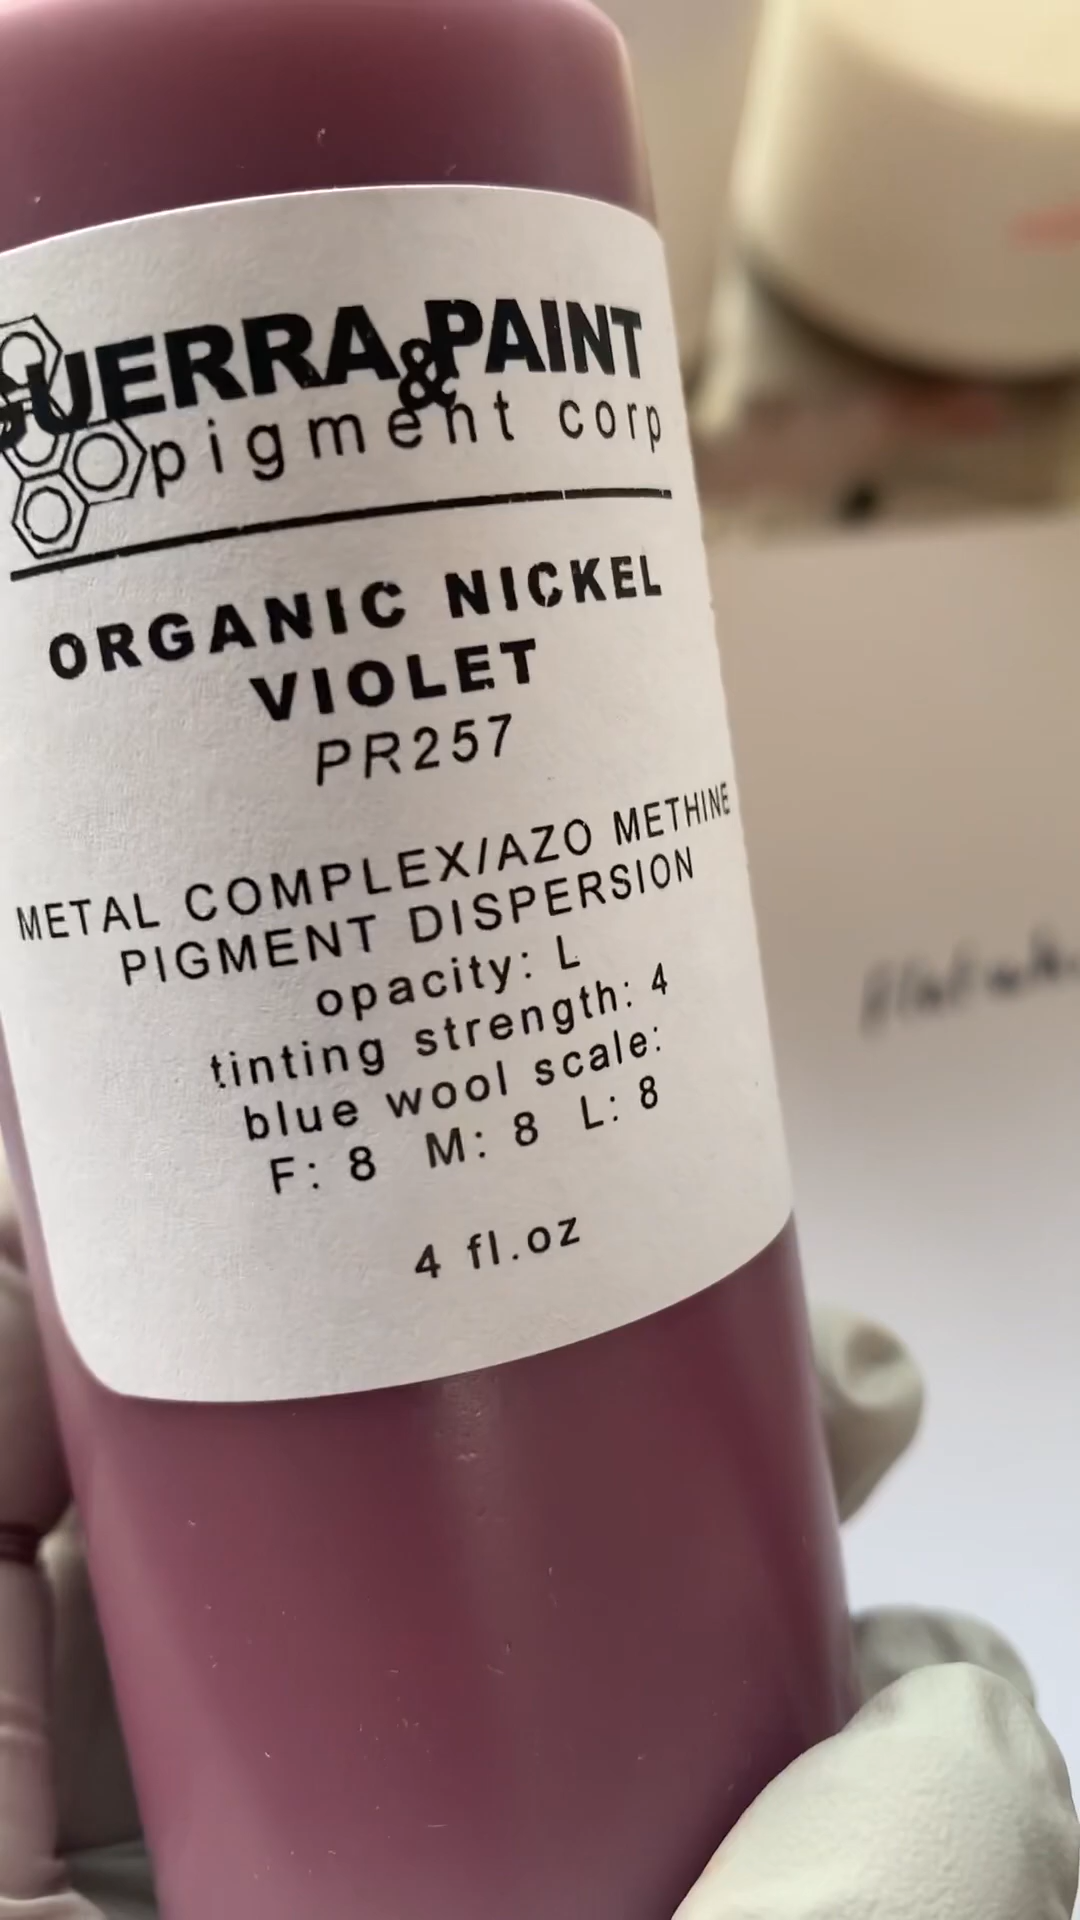 GUERRA & PAINT
pigment corp
ORGANIC NICKEL
VIOLET
PR257
METAL COMPLEX/AZO METHINE
PIGMENT DISPERSION
opacity: L
tinting strength: 4
blue wool scale:
F: 8 M: 8 L: 8
4 fl.oz